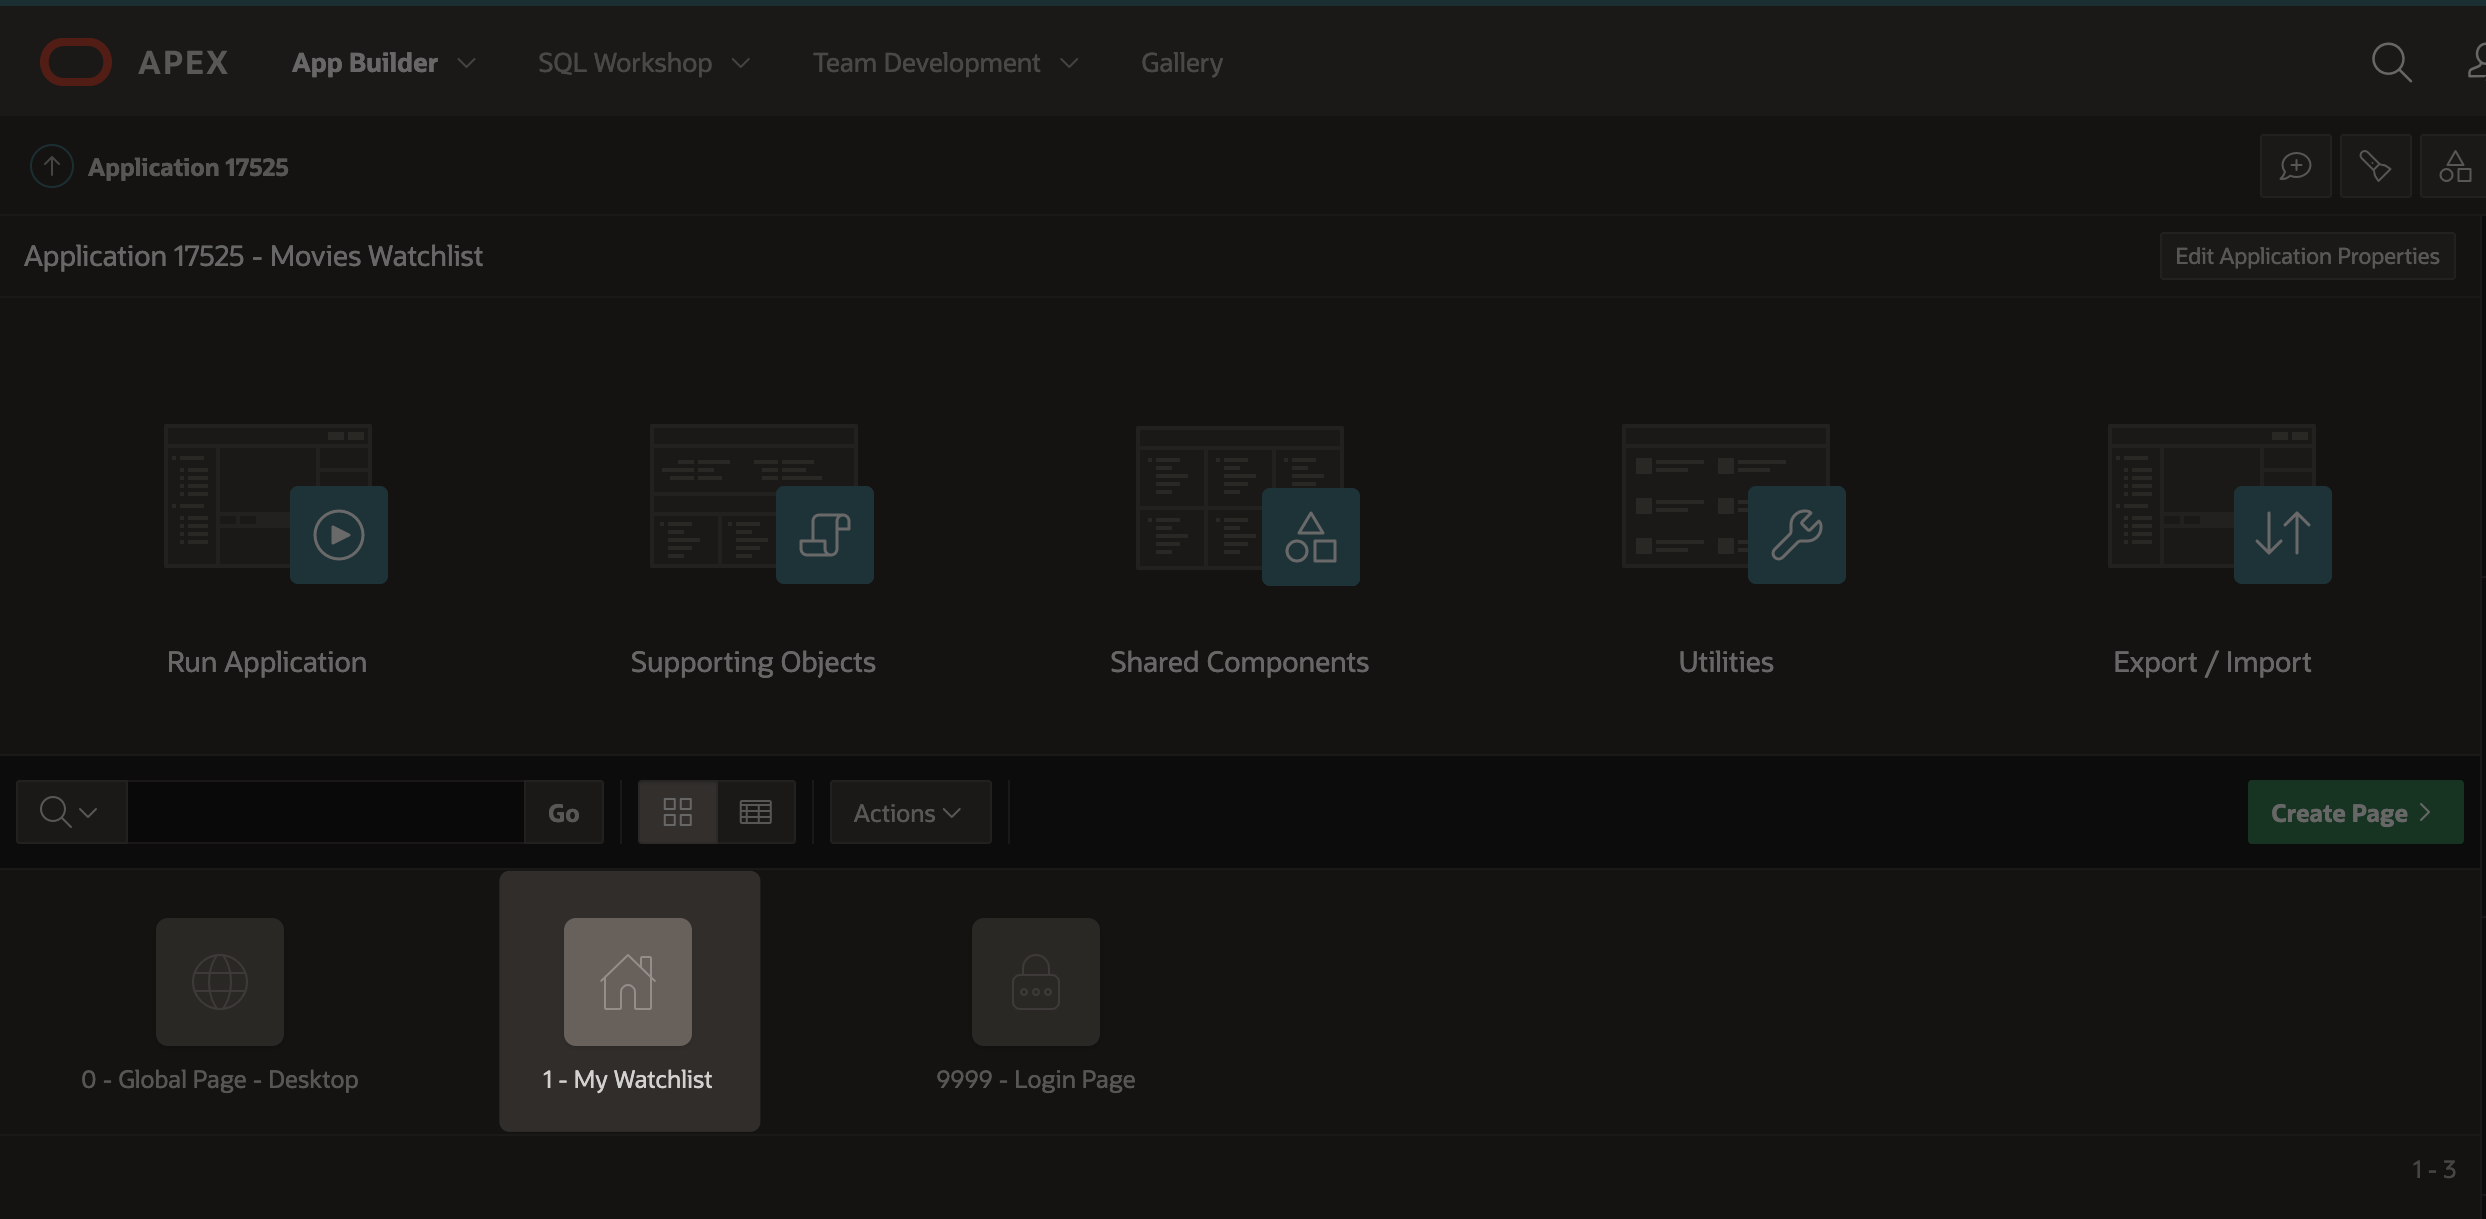 APEX App Builder SQL Workshop Team Development Gallery
Application 17525
Application 17525 - Movies Watchlist Edit Application Properties
Run Application Supporting Objects Shared Components Utilities Export / Import
Go Actions Create Page
0 - Global Page - Desktop 1 - My Watchlist 9999 - Login Page
1 - 3